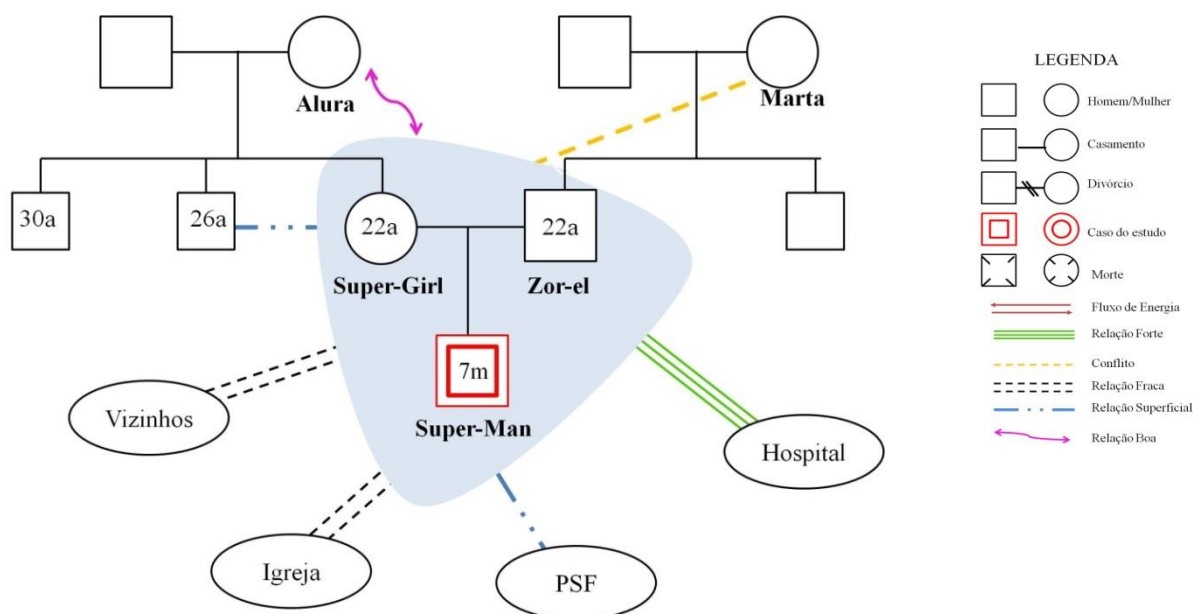 Alura
Marta
30a
26a
22a
22a
Super-Girl
Zor-el
7m
Super-Man
Vizinhos
Hospital
Igreja
PSF
LEGENDA
Homem/Mulher
Casamento
Divórcio
Caso do estudo
Morte
Fluxo de Energia
Relação Forte
Conflito
Relação Fraca
Relação Superficial
Relação Boa